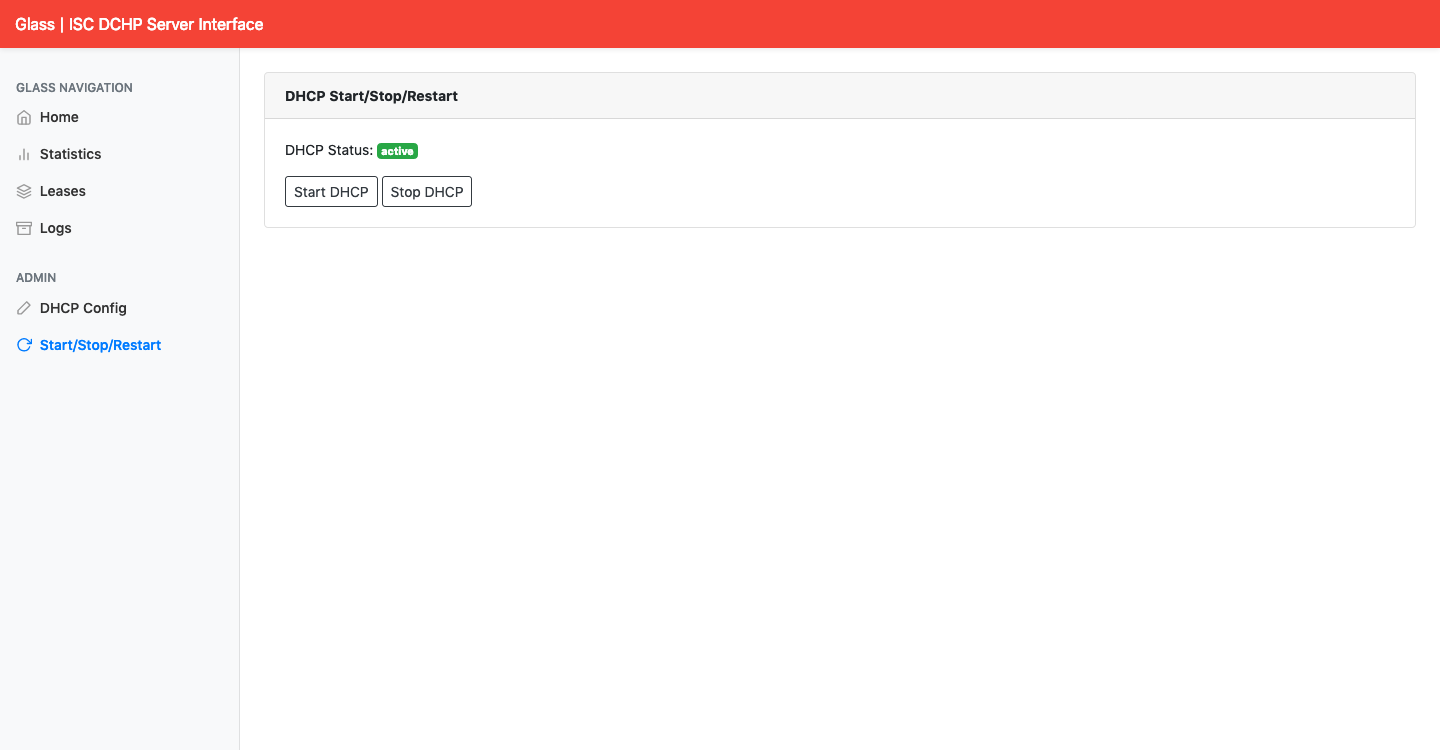 Glass | ISC DCHP Server Interface
GLASS NAVIGATION
Home
Statistics
Leases
Logs
ADMIN
DHCP Config
Start/Stop/Restart
DHCP Start/Stop/Restart
DHCP Status: active
Start DHCP Stop DHCP